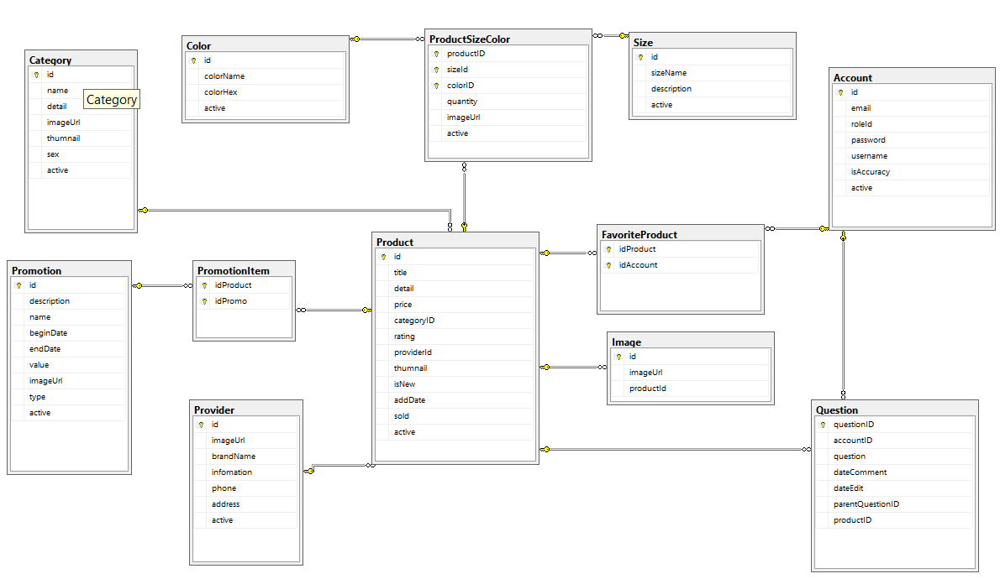 Category
id
name
detail
imageUrl
thumnail
sex
active
Category
Color
id
colorName
colorHex
active
ProductSizeColor
productID
sizeId
colorID
quantity
imageUrl
active
Size
id
sizeName
description
active
Account
id
email
roleId
password
username
isAccuracy
active
Promotion
id
description
name
beginDate
endDate
value
imageUrl
type
active
PromotionItem
idProduct
idPromo
Product
id
title
detail
price
categoryID
rating
providerId
thumnail
isNew
addDate
sold
active
FavoriteProduct
idProduct
idAccount
Image
id
imageUrl
productId
Provider
id
imageUrl
brandName
infomation
phone
address
active
Question
questionID
accountID
question
dateComment
dateEdit
parentQuestionID
productID